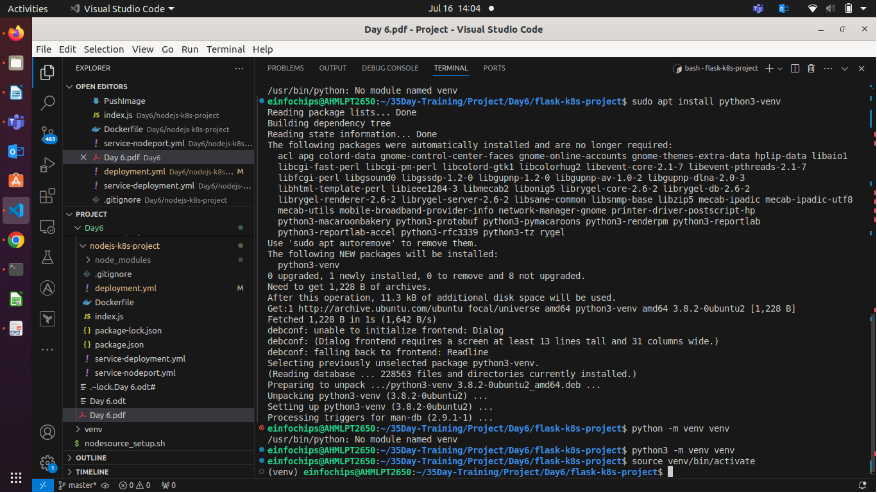 Activities
Visual Studio Code
Jul 16 14:04
Day 6.pdf - Project - Visual Studio Code
File Edit Selection View Go Run Terminal Help
EXPLORER
OPEN EDITORS
PushImage
index.js Day6/nodejs-k8s-project
Dockerfile Day6/nodejs-k8s-project
service-nodeport.yml Day6/nodejs-k8s...
Day 6.pdf Day6
deployment.yml Day6/nodejs-k8s... M
service-deployment.yml Day6/nodejs-k...
.gitignore Day6/nodejs-k8s-project
PROJECT
Day6
nodejs-k8s-project
node_modules
.gitignore
deployment.yml M
Dockerfile
index.js
package-lock.json
package.json
service-deployment.yml
service-nodeport.yml
.~lock.Day 6.odt#
Day 6.odt
Day 6.pdf
venv
nodesource_setup.sh
OUTLINE
TIMELINE
483
1
PROBLEMS OUTPUT DEBUG CONSOLE TERMINAL PORTS
bash - flask-k8s-project
/usr/bin/python: No module named venv
einfochips@AHMLPT2650:~/35Day-Training/Project/Day6/flask-k8s-project$ sudo apt install python3-venv
Reading package lists... Done
Building dependency tree
Reading state information... Done
The following packages were automatically installed and are no longer required:
acl apg colord-data gnome-control-center-faces gnome-online-accounts gnome-themes-extra-data hplip-data libaio1
libcgi-fast-perl libcgi-pm-perl libcolord-gtk1 libcolorhug2 libevent-core-2.1-7 libevent-pthreads-2.1-7
libfcgi-perl libgsound0 libgssdp-1.2-0 libgupnp-1.2-0 libgupnp-av-1.0-2 libgupnp-dlna-2.0-3
libhtml-template-perl libieee1284-3 libmecab2 libonig5 librygel-core-2.6-2 librygel-db-2.6-2
librygel-renderer-2.6-2 librygel-server-2.6-2 libsane-common libsnmp-base libzip5 mecab-ipadic mecab-ipadic-utf8
mecab-utils mobile-broadband-provider-info network-manager-gnome printer-driver-postscript-hp
python3-macaroonbakery python3-protobuf python3-pymacaroons python3-renderpm python3-reportlab
python3-reportlab-accel python3-rfc3339 python3-tz rygel
Use 'sudo apt autoremove' to remove them.
The following NEW packages will be installed:
python3-venv
0 upgraded, 1 newly installed, 0 to remove and 8 not upgraded.
Need to get 1,228 B of archives.
After this operation, 11.3 kB of additional disk space will be used.
Get:1 http://archive.ubuntu.com/ubuntu focal/universe amd64 python3-venv amd64 3.8.2-0ubuntu2 [1,228 B]
Fetched 1,228 B in 1s (1,642 B/s)
debconf: unable to initialize frontend: Dialog
debconf: (Dialog frontend requires a screen at least 13 lines tall and 31 columns wide.)
debconf: falling back to frontend: Readline
Selecting previously unselected package python3-venv.
(Reading database ... 228563 files and directories currently installed.)
Preparing to unpack .../python3-venv_3.8.2-0ubuntu2_amd64.deb ...
Unpacking python3-venv (3.8.2-0ubuntu2) ...
Setting up python3-venv (3.8.2-0ubuntu2) ...
Processing triggers for man-db (2.9.1-1) ...
einfochips@AHMLPT2650:~/35Day-Training/Project/Day6/flask-k8s-project$ python -m venv venv
/usr/bin/python: No module named venv
einfochips@AHMLPT2650:~/35Day-Training/Project/Day6/flask-k8s-project$ python3 -m venv venv
einfochips@AHMLPT2650:~/35Day-Training/Project/Day6/flask-k8s-project$ source venv/bin/activate
(venv) einfochips@AHMLPT2650:~/35Day-Training/Project/Day6/flask-k8s-project$
master* 0 0 0